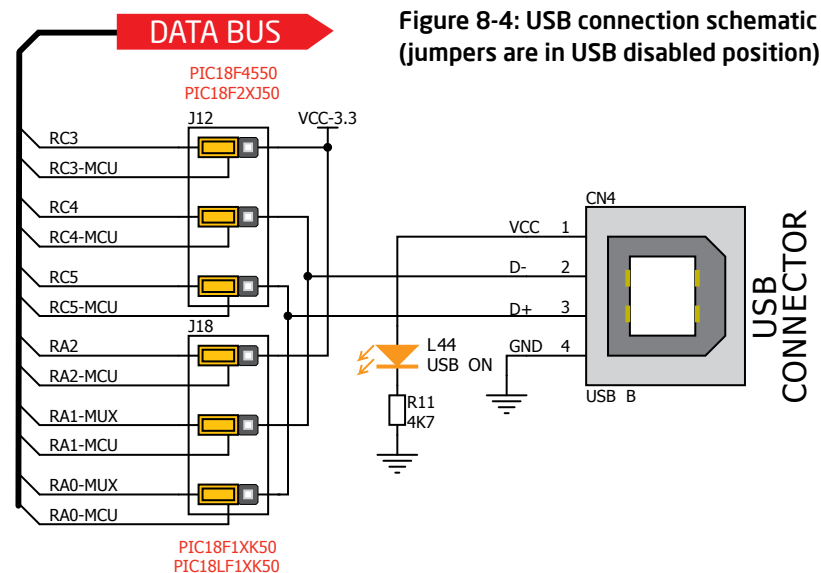 DATA BUS
Figure 8-4: USB connection schematic
(jumpers are in USB disabled position)
PIC18F4550
PIC18F2XJ50
J12
VCC-3.3
RC3
RC3-MCU
RC4
RC4-MCU
RC5
RC5-MCU
J18
RA2
RA2-MCU
RA1-MUX
RA1-MCU
RA0-MUX
RA0-MCU
PIC18F1XK50
PIC18LF1XK50
CN4
VCC 1
D- 2
D+ 3
GND 4
USB B
USB
CONNECTOR
L44
USB ON
R11
4K7